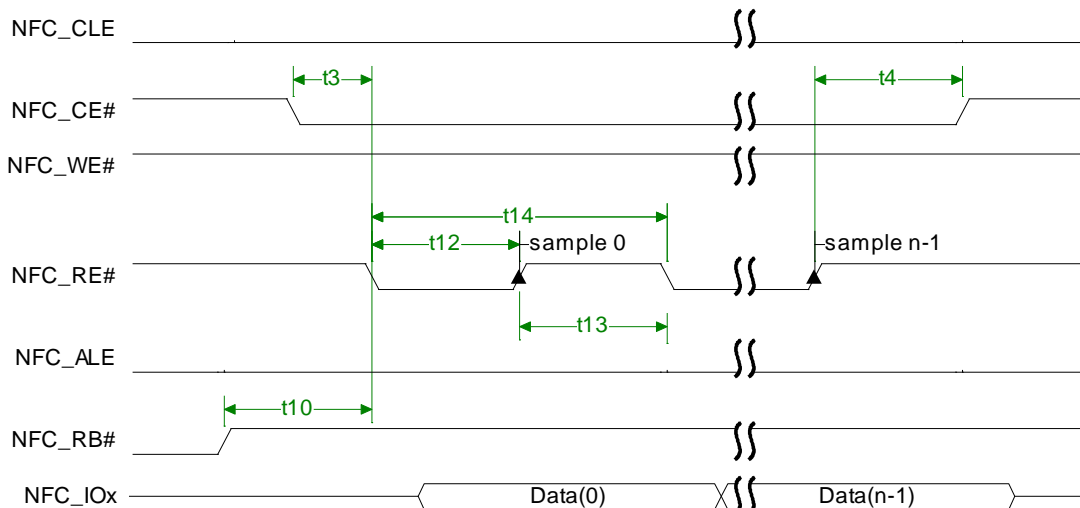 NFC_CLE
t3
t4
NFC_CE#
NFC_WE#
t14
t12
sample 0
sample n-1
NFC_RE#
t13
NFC_ALE
t10
NFC_RB#
NFC_IOx
Data(0)
Data(n-1)